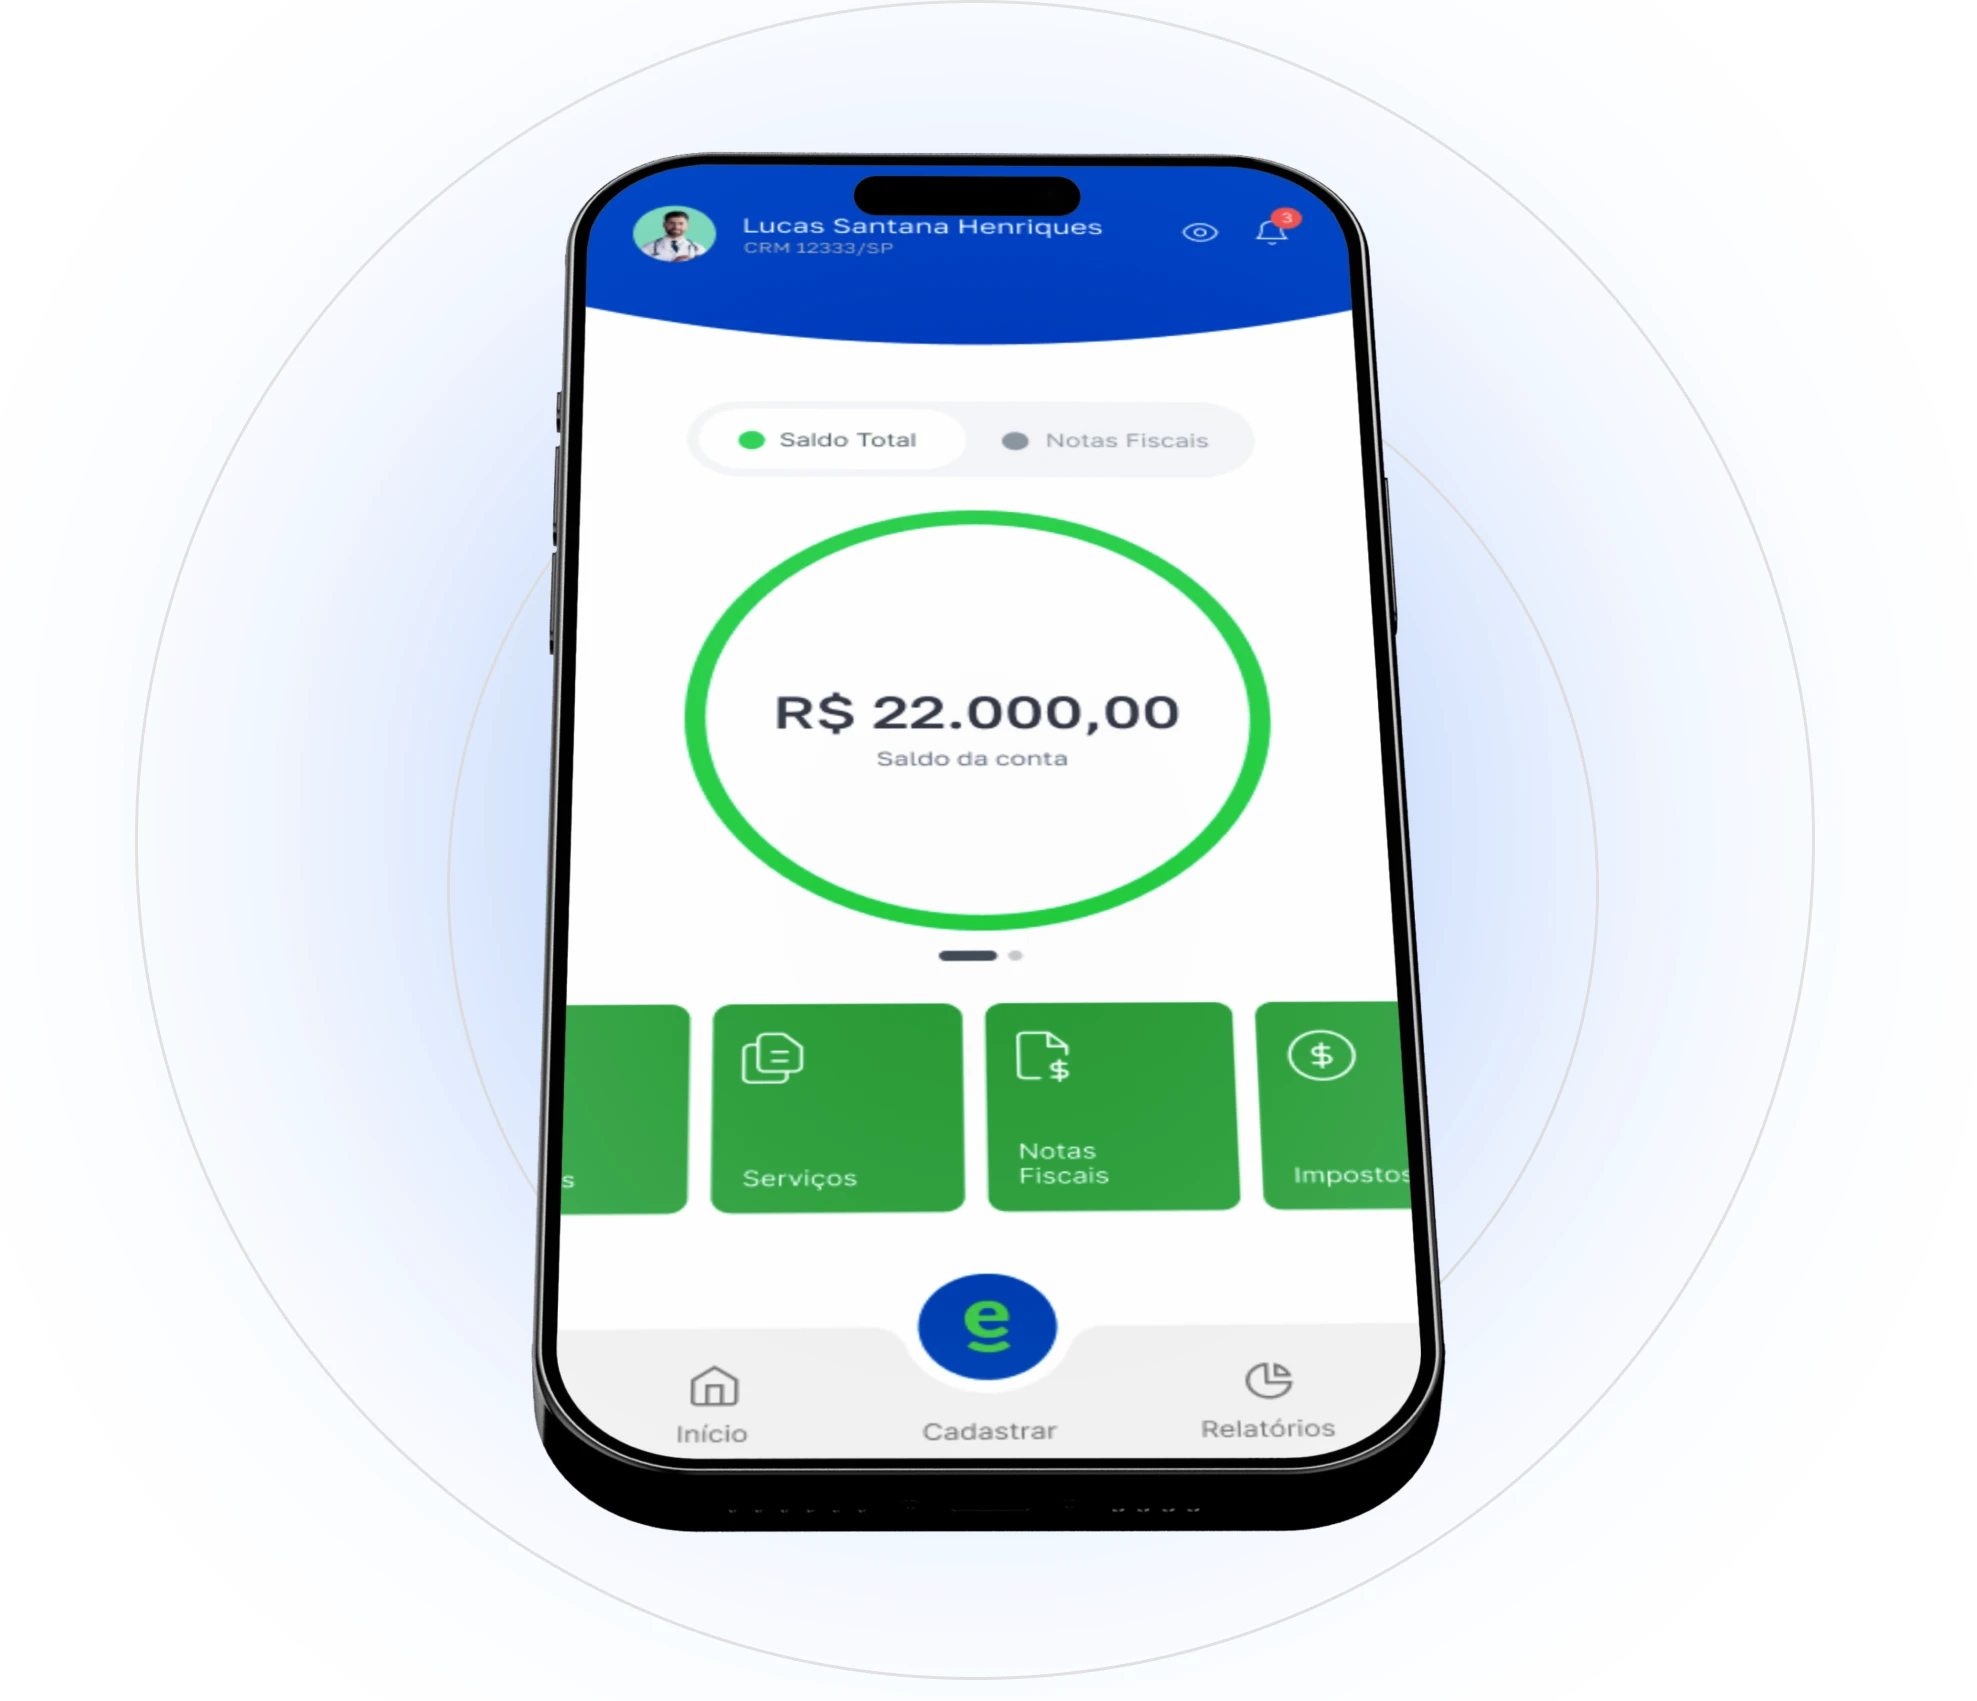 Lucas Santana Henriques
3
CRM 12333/SP
Saldo Total
Notas Fiscais
R$ 22.000,00
Saldo da conta
s
Serviços
Notas
Fiscais
Impostos
e
Início
Cadastrar
Relatórios